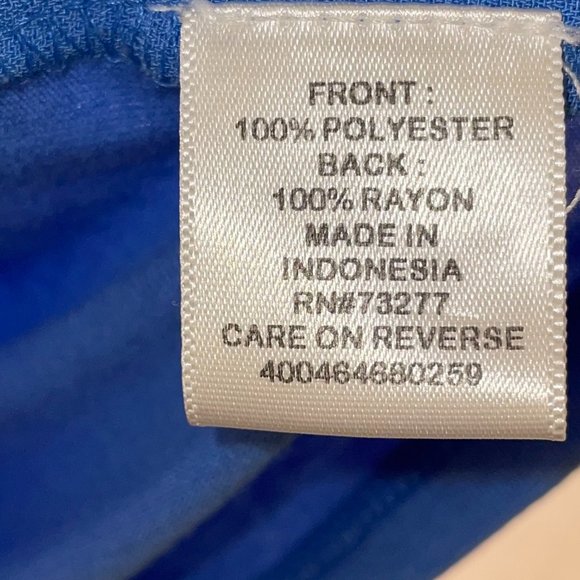 FRONT :
100% POLYESTER
BACK :
100% RAYON
MADE IN
INDONESIA
RN#73277
CARE ON REVERSE
400464680259